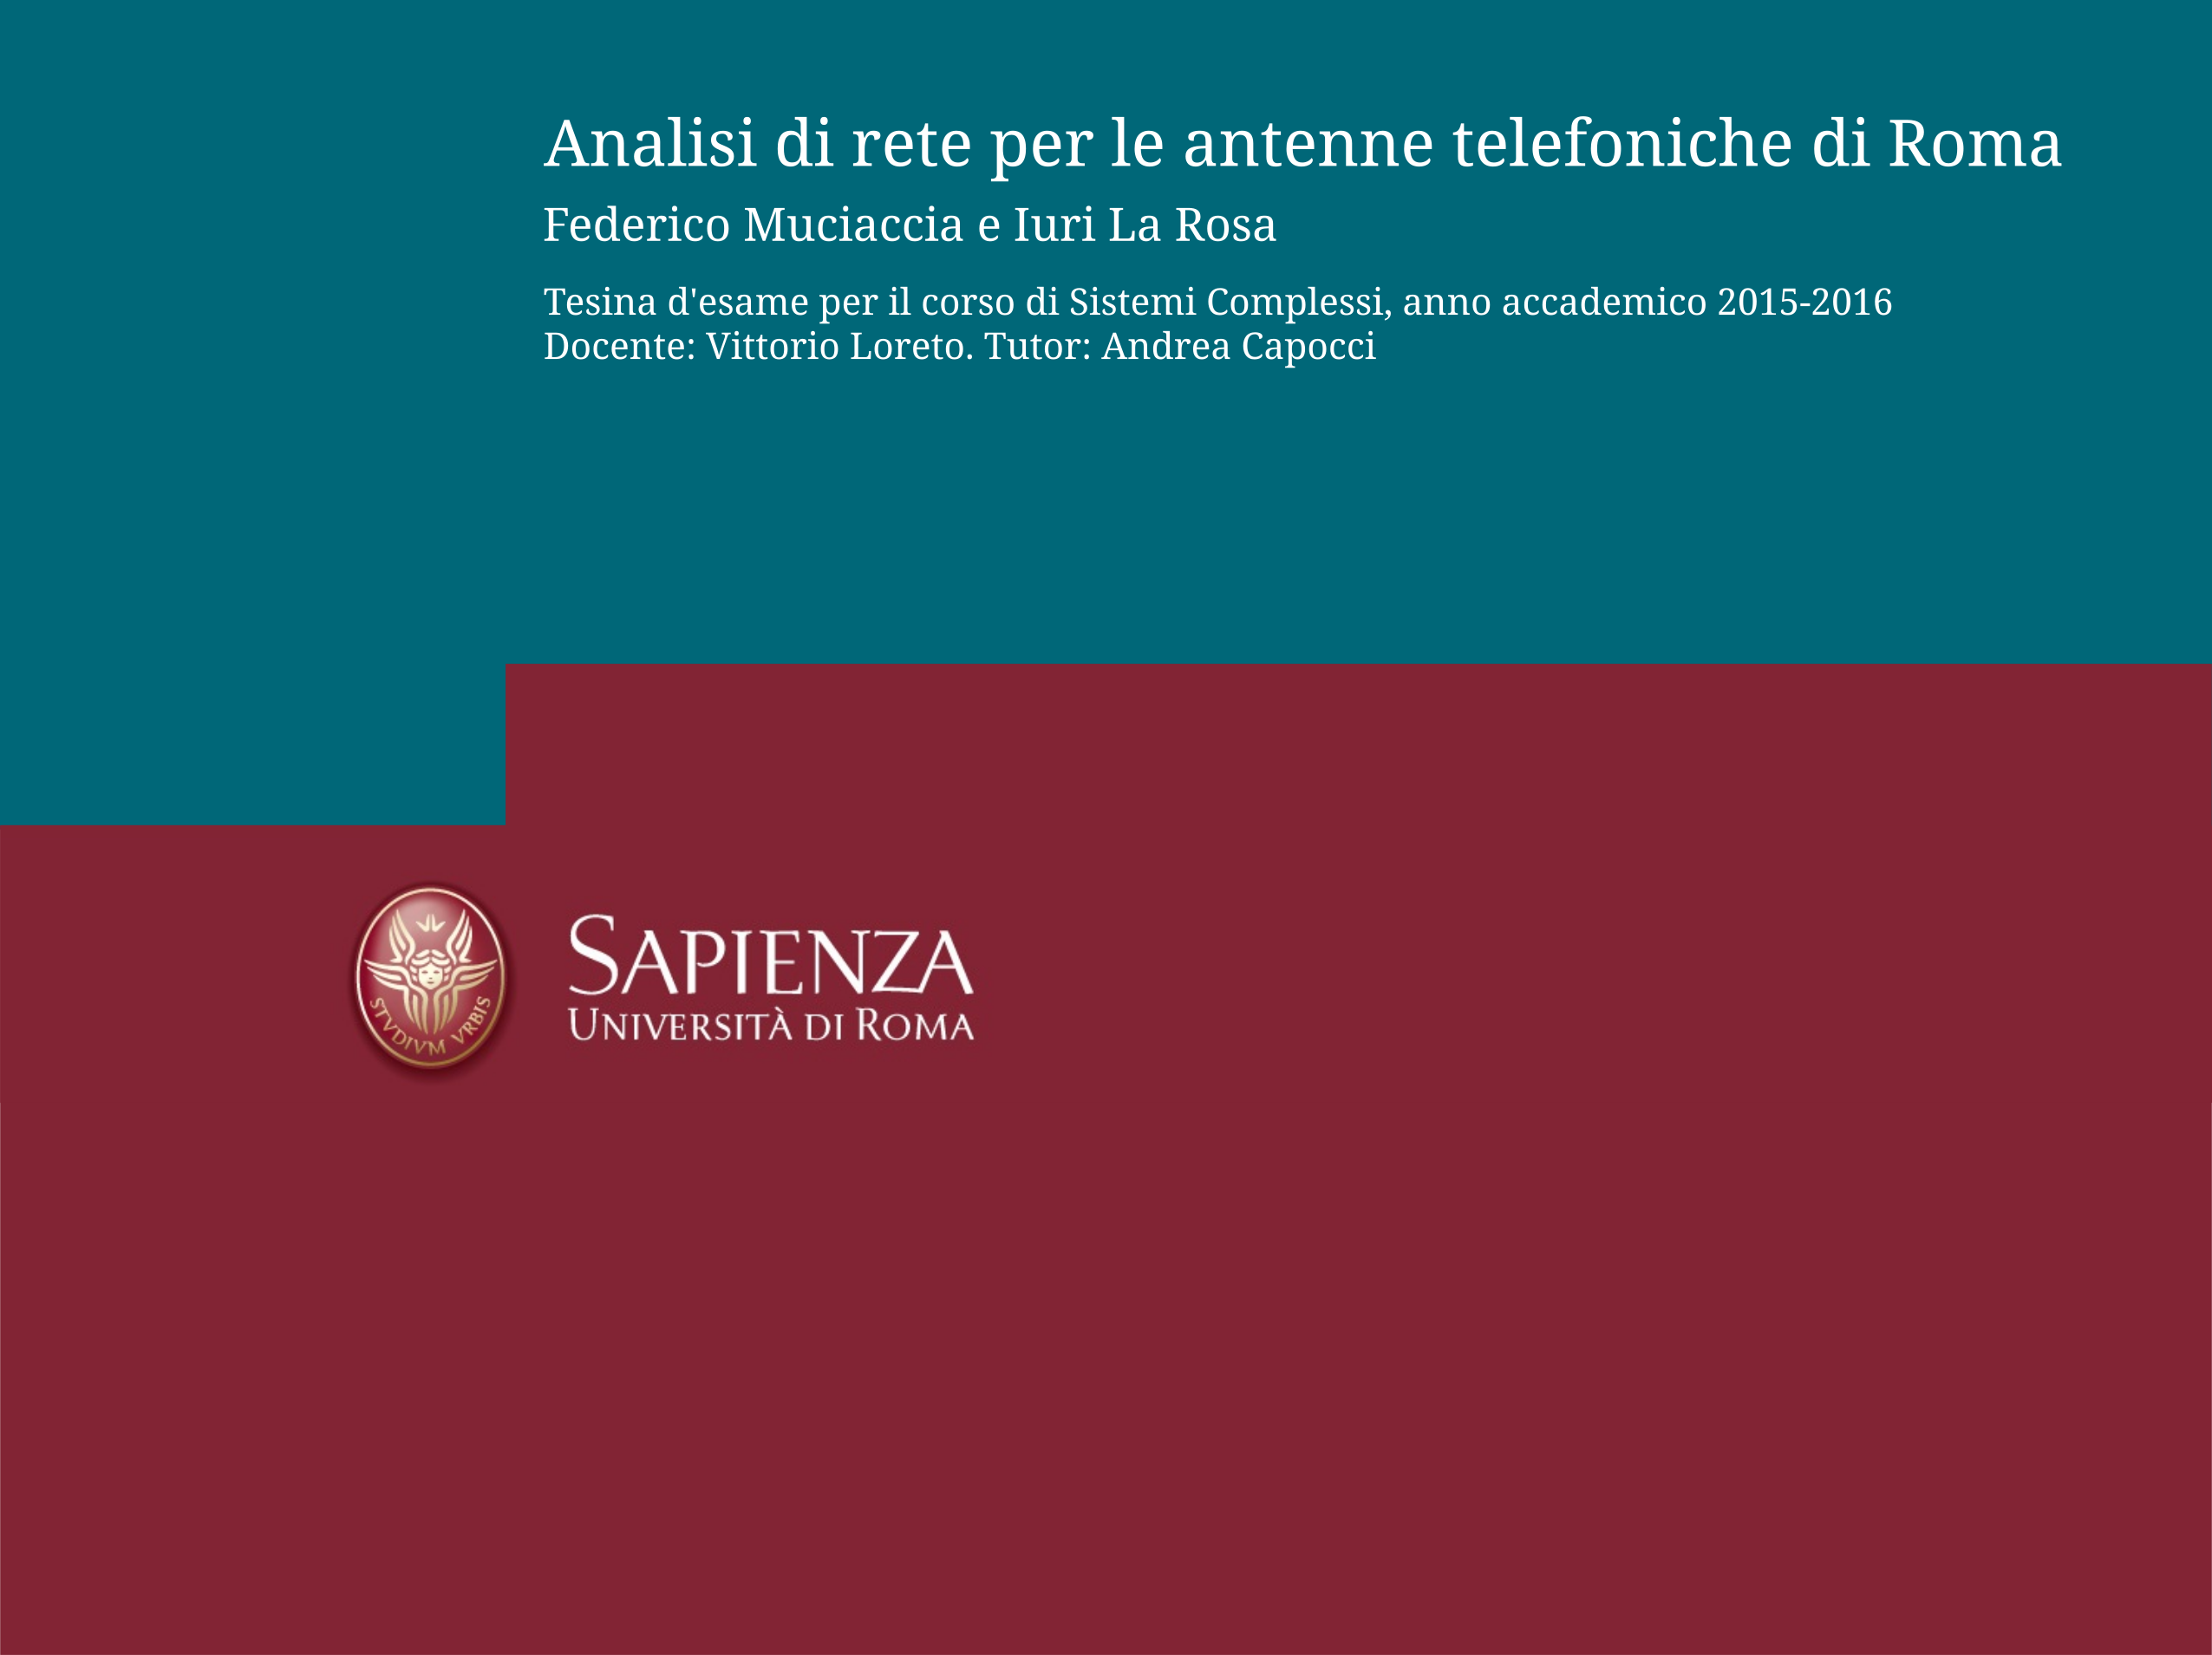 Analisi di rete per le antenne telefoniche di Roma
Federico Muciaccia e Iuri La Rosa
Tesina d'esame per il corso di Sistemi Complessi, anno accademico 2015-2016
Docente: Vittorio Loreto. Tutor: Andrea Capocci
STVDIVM VRBIS
SAPIENZA
UNIVERSITÀ DI ROMA